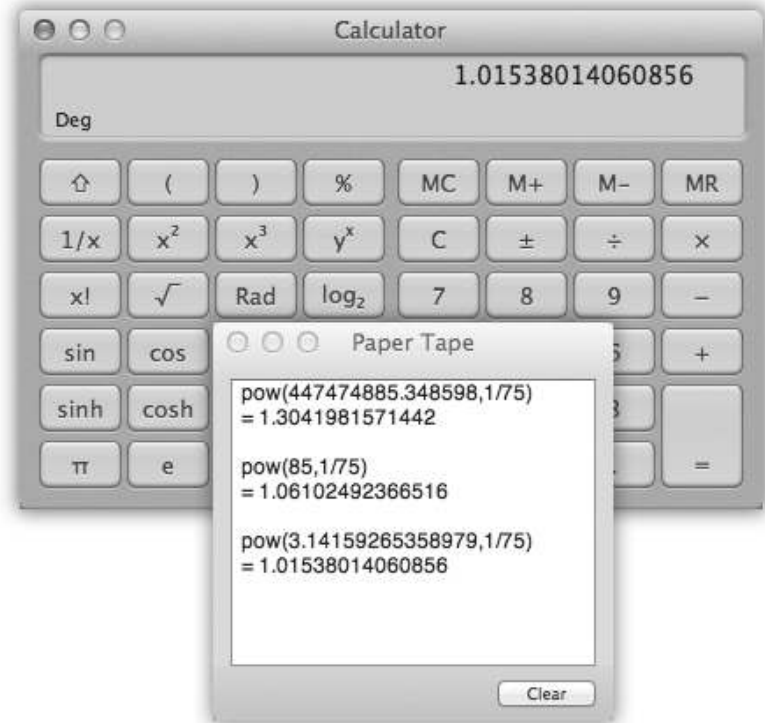 Calculator
1.01538014060856
Deg
⇧ ( ) % MC M+ M− MR
1/x x² x³ yˣ C ± ÷ ×
x! √ Rad log₂ 7 8 9 −
sin cos +
sinh cosh
π e =
Paper Tape
pow(447474885.348598,1/75)
= 1.3041981571442
pow(85,1/75)
= 1.06102492366516
pow(3.14159265358979,1/75)
= 1.01538014060856
Clear